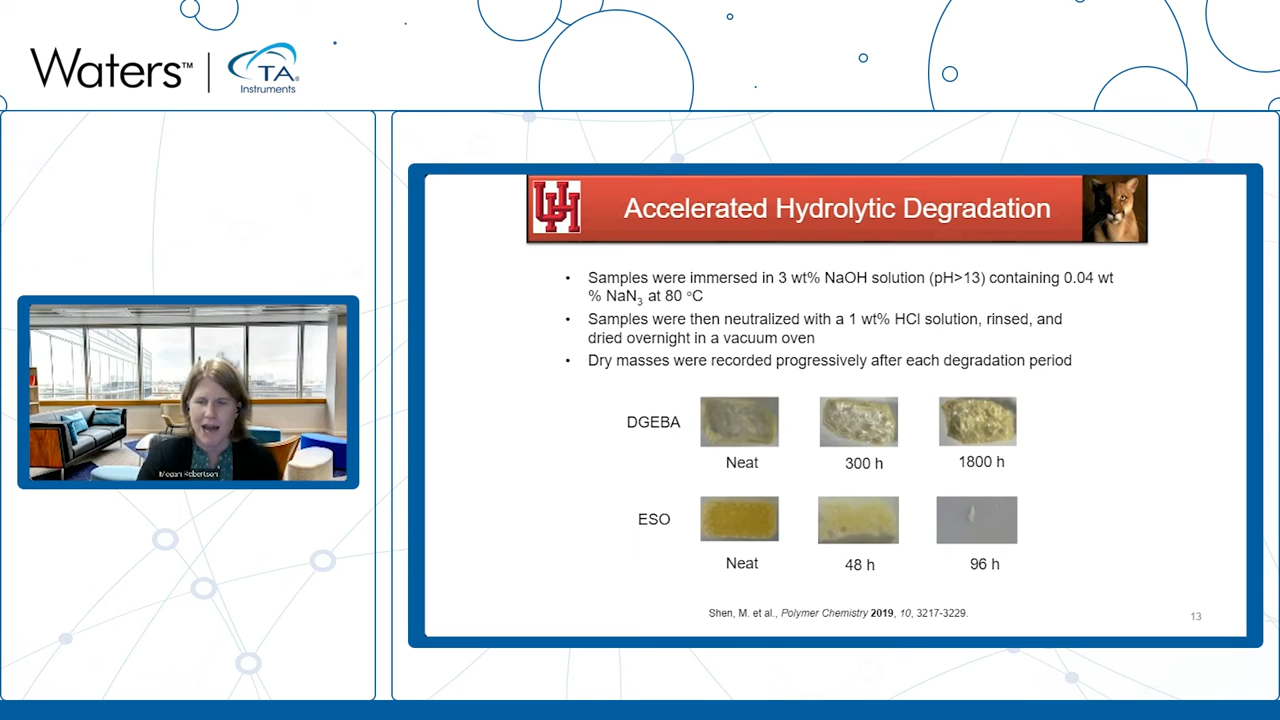 Waters™ | TA® Instruments
UH
Accelerated Hydrolytic Degradation
• Samples were immersed in 3 wt% NaOH solution (pH>13) containing 0.04 wt
% NaN3 at 80 °C
• Samples were then neutralized with a 1 wt% HCl solution, rinsed, and
dried overnight in a vacuum oven
• Dry masses were recorded progressively after each degradation period
DGEBA
Neat
300 h
1800 h
ESO
Neat
48 h
96 h
Shen, M. et al., Polymer Chemistry 2019, 10, 3217-3229.
13
Megan Robertson